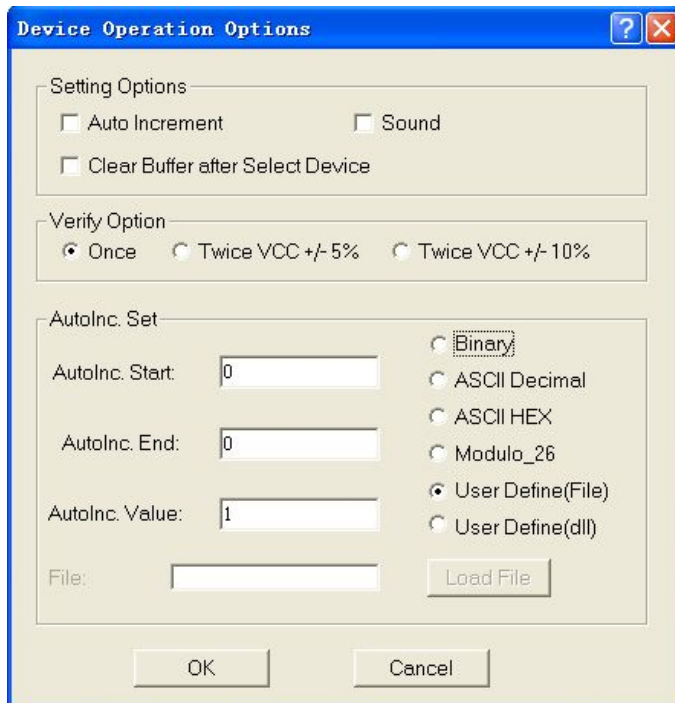 Device Operation Options
Setting Options
Auto Increment
Sound
Clear Buffer after Select Device
Verify Option
Once
Twice VCC +/- 5%
Twice VCC +/- 10%
AutoInc. Set
AutoInc. Start:
0
AutoInc. End:
0
AutoInc. Value:
1
File:
Binary
ASCII Decimal
ASCII HEX
Modulo_26
User Define(File)
User Define(dll)
Load File
OK
Cancel